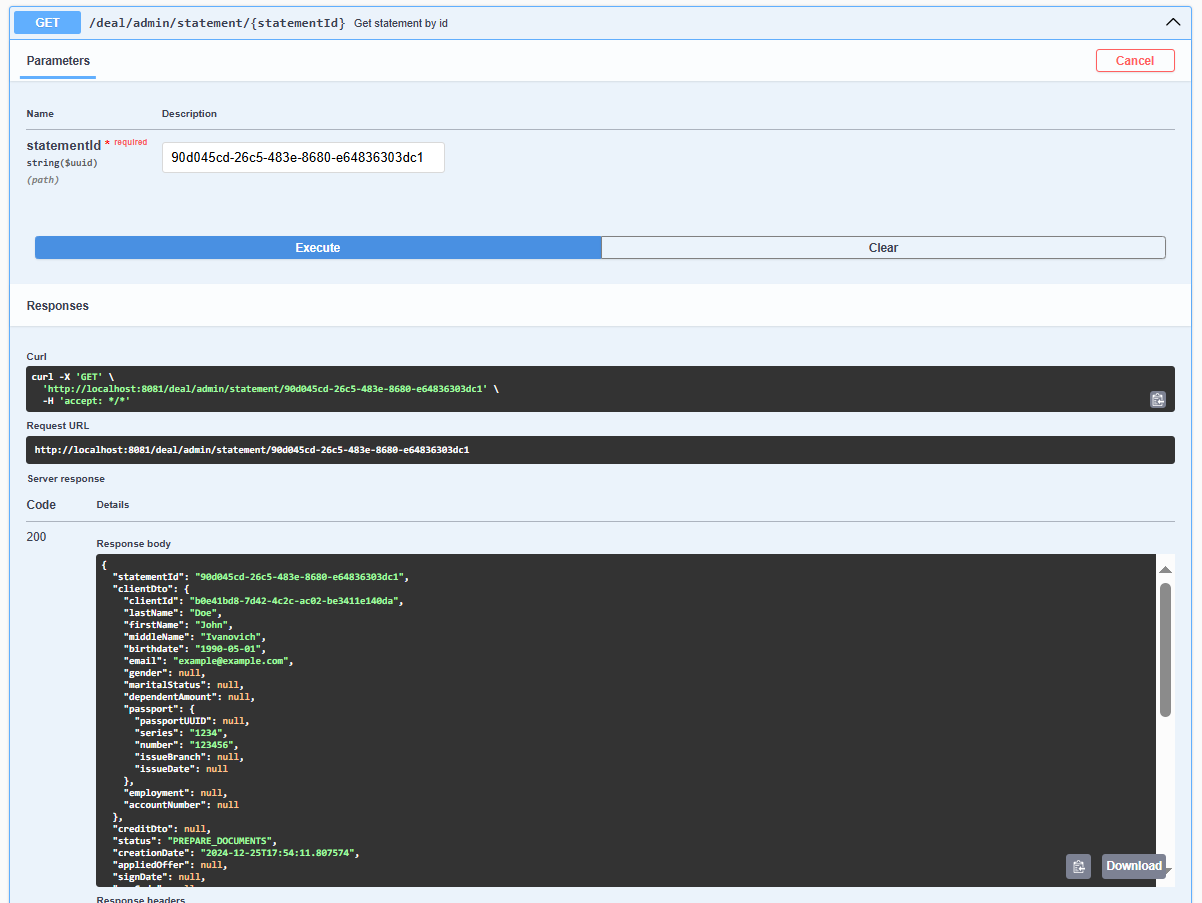 GET /deal/admin/statement/{statementId} Get statement by id
Parameters
Cancel
Name Description
statementId * required
string($uuid)
(path)
90d045cd-26c5-483e-8680-e64836303dc1
Execute Clear
Responses
Curl
curl -X 'GET' \
'http://localhost:8081/deal/admin/statement/90d045cd-26c5-483e-8680-e64836303dc1' \
-H 'accept: */*'
Request URL
http://localhost:8081/deal/admin/statement/90d045cd-26c5-483e-8680-e64836303dc1
Server response
Code Details
200
Response body
{
"statementId": "90d045cd-26c5-483e-8680-e64836303dc1",
"clientDto": {
"clientId": "b0e41bd8-7d42-4c2c-ac02-be3411e140da",
"lastName": "Doe",
"firstName": "John",
"middleName": "Ivanovich",
"birthdate": "1990-05-01",
"email": "example@example.com",
"gender": null,
"maritalStatus": null,
"dependentAmount": null,
"passport": {
"passportUUID": null,
"series": "1234",
"number": "123456",
"issueBranch": null,
"issueDate": null
},
"employment": null,
"accountNumber": null
},
"creditDto": null,
"status": "PREPARE_DOCUMENTS",
"creationDate": "2024-12-25T17:54:11.807574",
"appliedOffer": null,
"signDate": null,
Download
Response headers